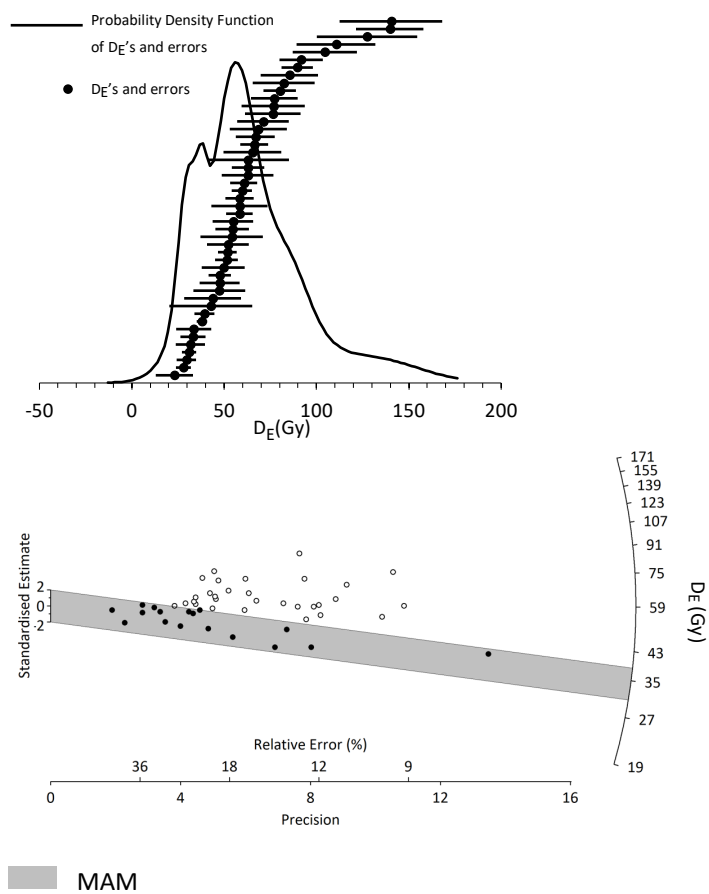 Probability Density Function
of DE's and errors
DE's and errors
-50 0 50 100 150 200
DE(Gy)
171
155
139
123
107
91
75
59
43
35
27
19
DE (Gy)
Standardised Estimate
2
0
-2
Relative Error (%)
36 18 12 9
0 4 8 12 16
Precision
MAM